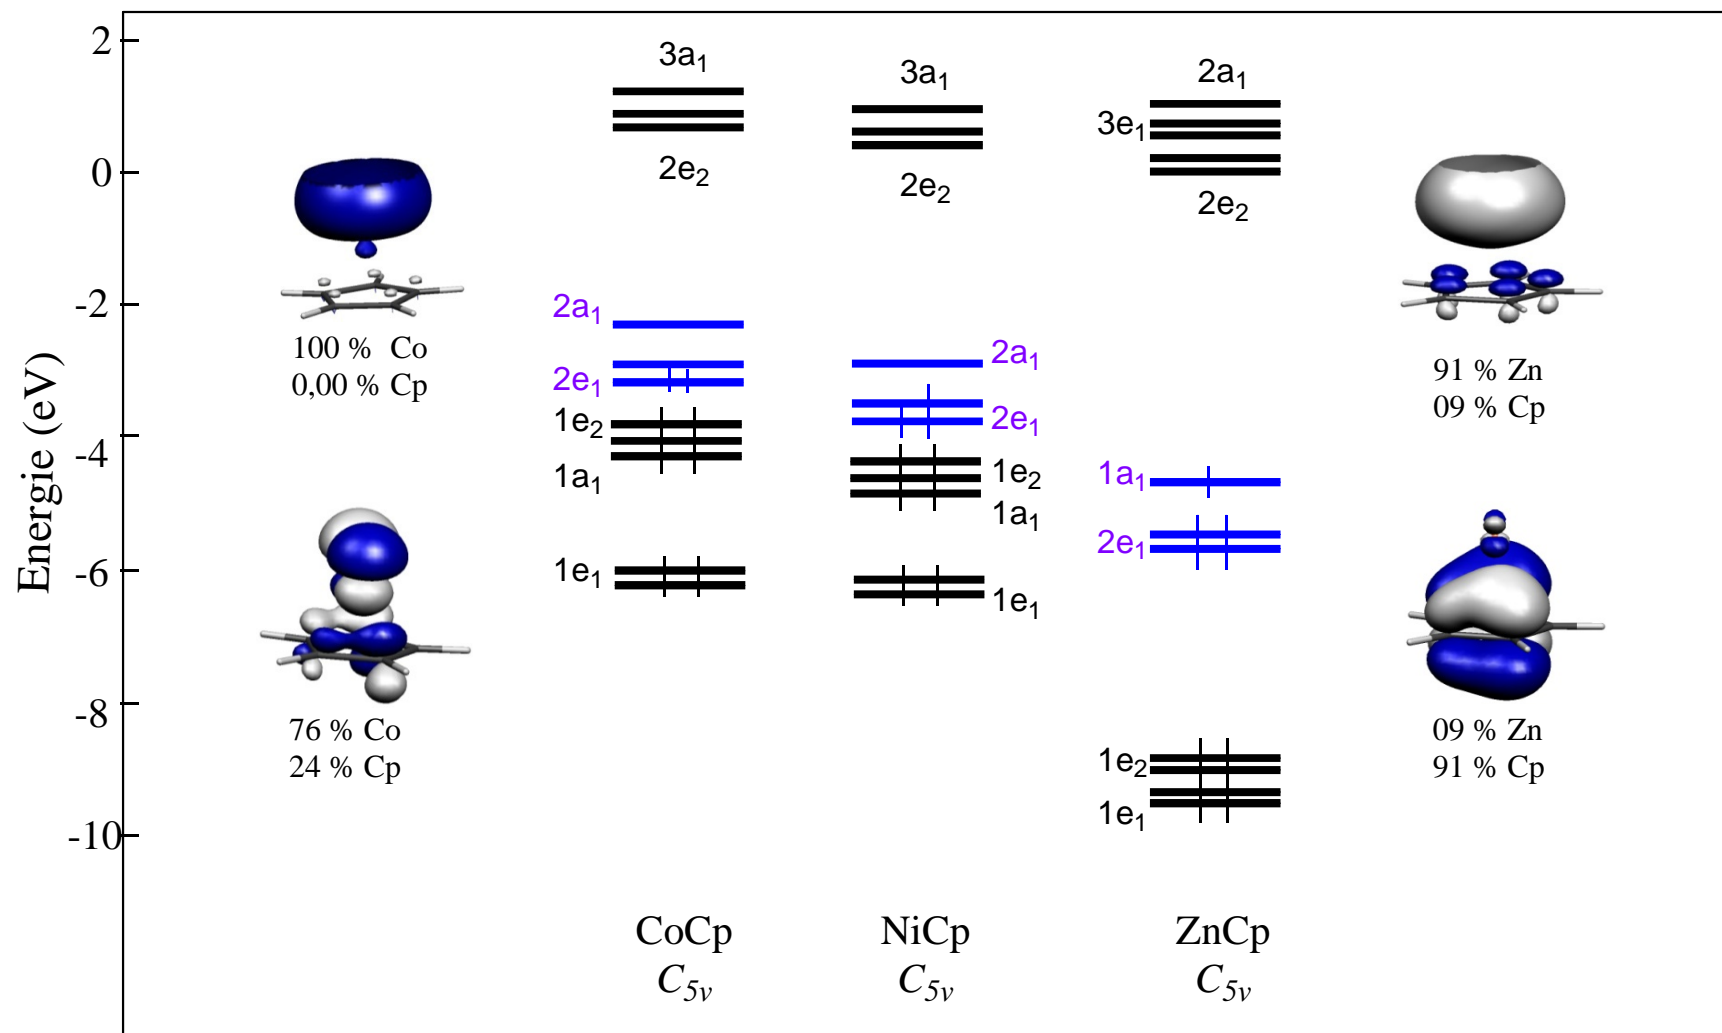 Energie (eV)
2
0
-2
-4
-6
-8
-10
100 % Co
0,00 % Cp
76 % Co
24 % Cp
3a1
2e2
2a1
2e1
1e2
1a1
1e1
CoCp
C5v
3a1
2e2
2a1
2e1
1e2
1a1
1e1
NiCp
C5v
2a1
3e1
2e2
1a1
2e1
1e2
1e1
ZnCp
C5v
91 % Zn
09 % Cp
09 % Zn
91 % Cp